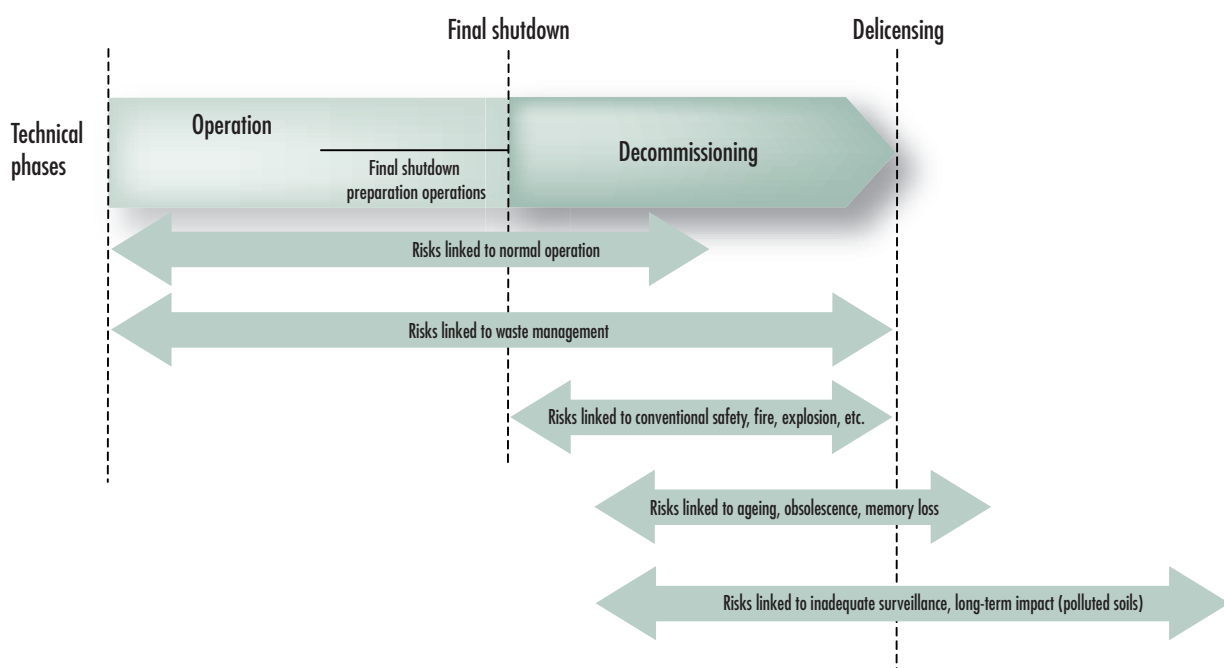 Final shutdown
Delicensing
Technical
phases
Operation
Final shutdown
preparation operations
Decommissioning
Risks linked to normal operation
Risks linked to waste management
Risks linked to conventional safety, fire, explosion, etc.
Risks linked to ageing, obsolescence, memory loss
Risks linked to inadequate surveillance, long-term impact (polluted soils)